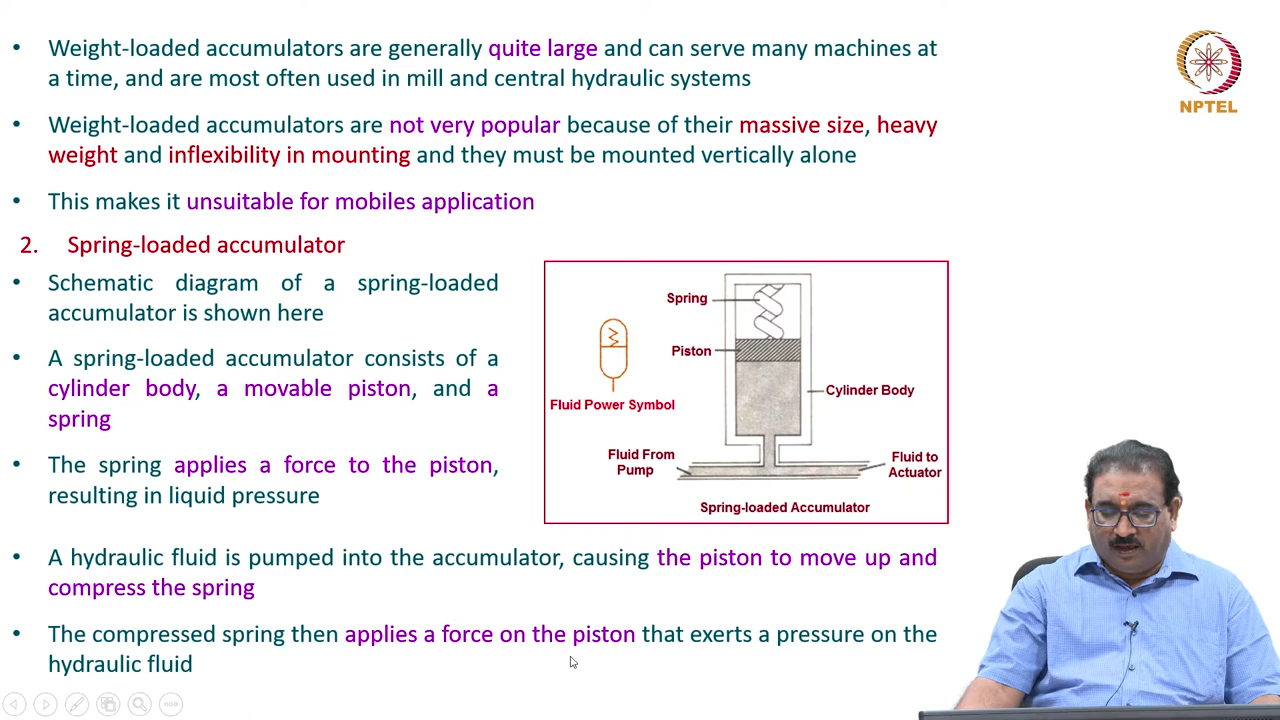 • Weight-loaded accumulators are generally quite large and can serve many machines at
a time, and are most often used in mill and central hydraulic systems
• Weight-loaded accumulators are not very popular because of their massive size, heavy
weight and inflexibility in mounting and they must be mounted vertically alone
• This makes it unsuitable for mobiles application
2. Spring-loaded accumulator
• Schematic diagram of a spring-loaded
accumulator is shown here
• A spring-loaded accumulator consists of a
cylinder body, a movable piston, and a
spring
• The spring applies a force to the piston,
resulting in liquid pressure
• A hydraulic fluid is pumped into the accumulator, causing the piston to move up and
compress the spring
• The compressed spring then applies a force on the piston that exerts a pressure on the
hydraulic fluid
Spring
Piston
Cylinder Body
Fluid Power Symbol
Fluid From
Pump
Fluid to
Actuator
Spring-loaded Accumulator
NPTEL